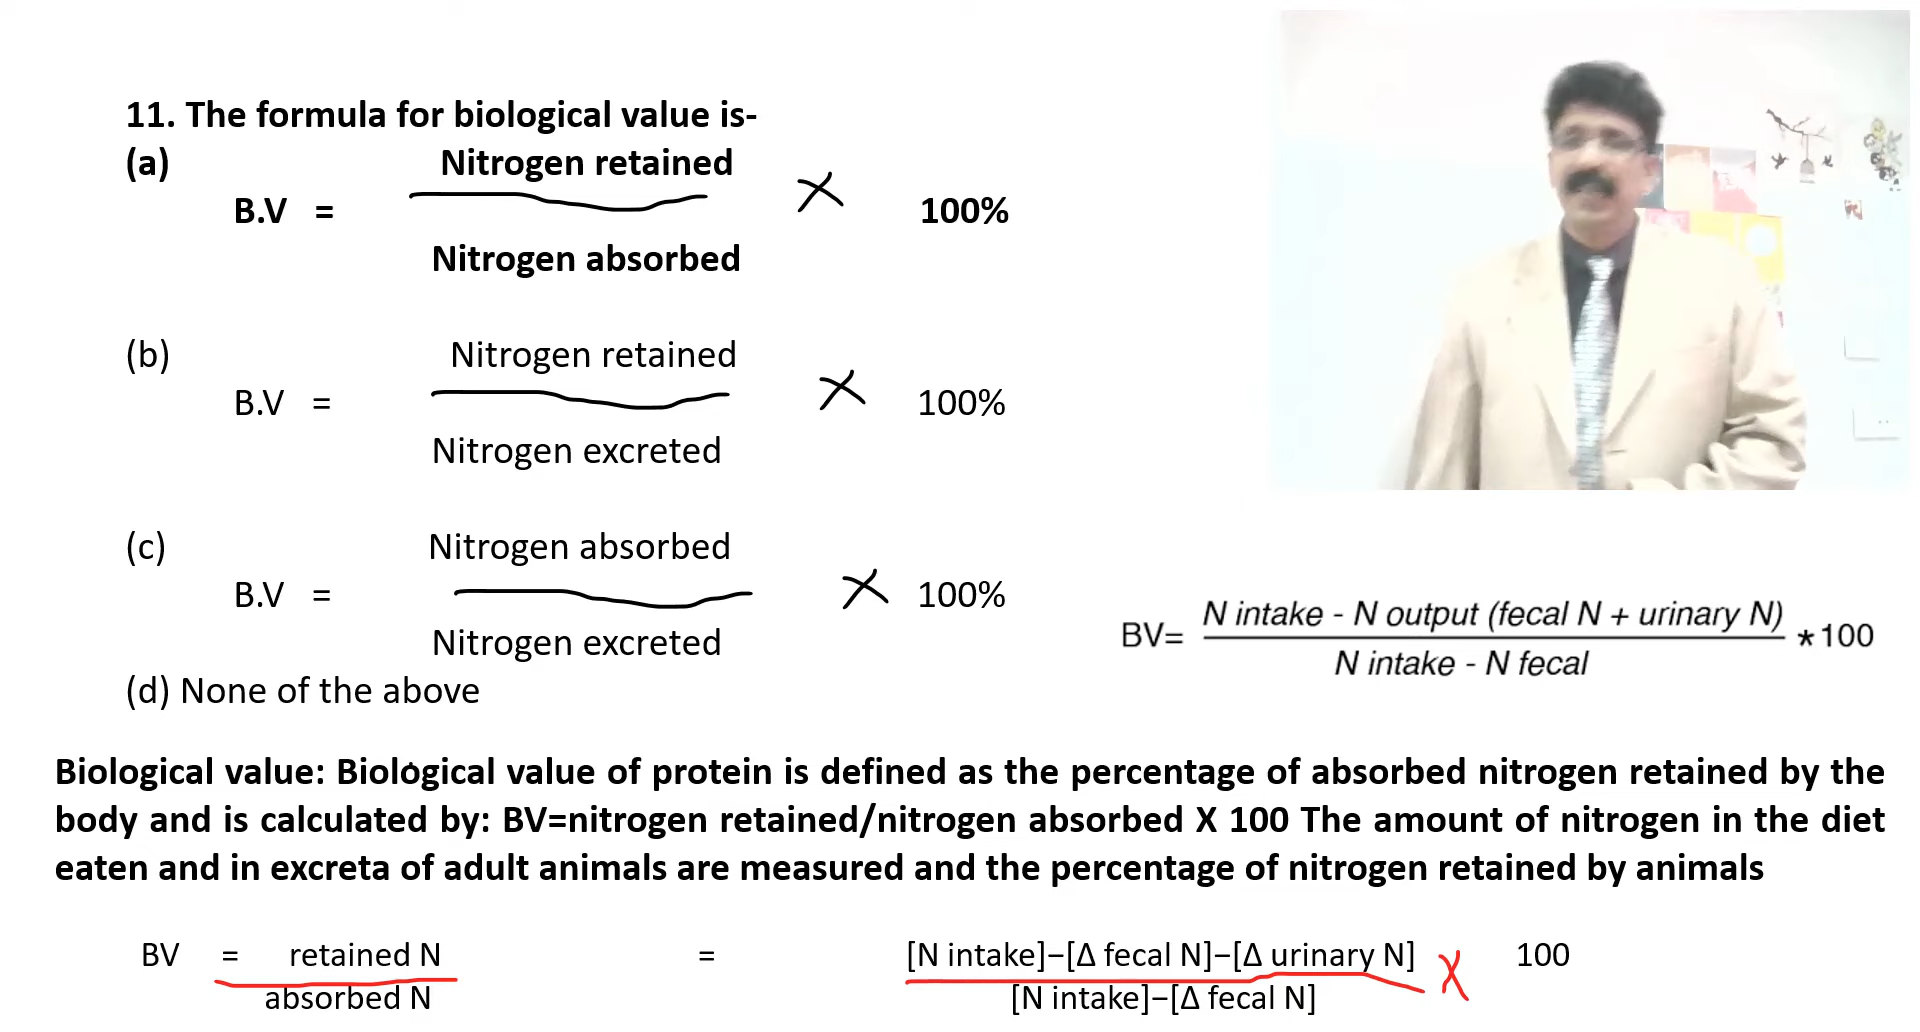 11. The formula for biological value is-
(a) Nitrogen retained
B.V = X 100%
Nitrogen absorbed
(b) Nitrogen retained
B.V = X 100%
Nitrogen excreted
(c) Nitrogen absorbed
B.V = X 100%
Nitrogen excreted
(d) None of the above
BV= N intake - N output (fecal N + urinary N) *100
N intake - N fecal
Biological value: Biological value of protein is defined as the percentage of absorbed nitrogen retained by the
body and is calculated by: BV=nitrogen retained/nitrogen absorbed X 100 The amount of nitrogen in the diet
eaten and in excreta of adult animals are measured and the percentage of nitrogen retained by animals
BV = retained N = [N intake]−[Δ fecal N]−[Δ urinary N] X 100
absorbed N [N intake]−[Δ fecal N]